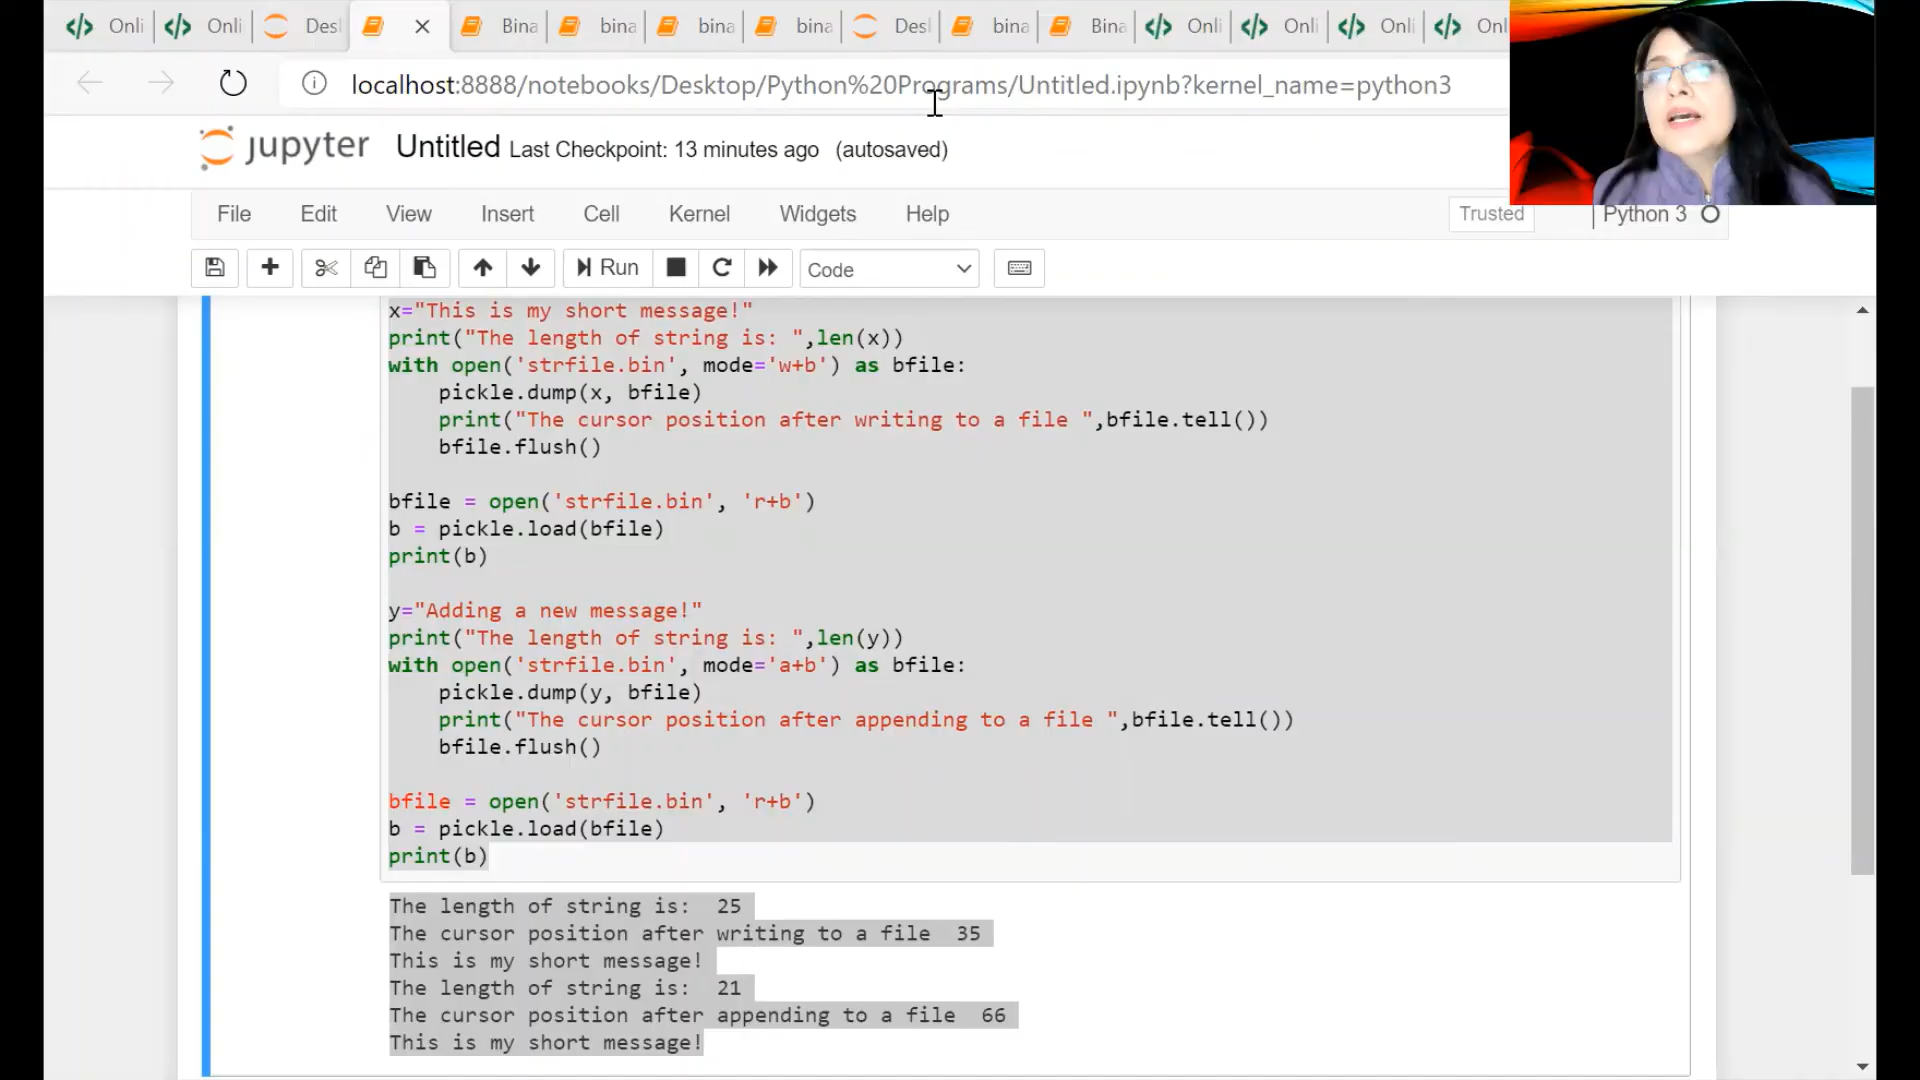 Onli Onli Desl Bina bina bina bina Desl bina Bina Onli Onli Onli Onl
localhost:8888/notebooks/Desktop/Python%20Programs/Untitled.ipynb?kernel_name=python3
jupyter Untitled Last Checkpoint: 13 minutes ago (autosaved)
File Edit View Insert Cell Kernel Widgets Help Trusted Python 3
Run Code
x="This is my short message!"
print("The length of string is: ",len(x))
with open('strfile.bin', mode='w+b') as bfile:
    pickle.dump(x, bfile)
    print("The cursor position after writing to a file ",bfile.tell())
    bfile.flush()
bfile = open('strfile.bin', 'r+b')
b = pickle.load(bfile)
print(b)
y="Adding a new message!"
print("The length of string is: ",len(y))
with open('strfile.bin', mode='a+b') as bfile:
    pickle.dump(y, bfile)
    print("The cursor position after appending to a file ",bfile.tell())
    bfile.flush()
bfile = open('strfile.bin', 'r+b')
b = pickle.load(bfile)
print(b)
The length of string is:  25
The cursor position after writing to a file  35
This is my short message!
The length of string is:  21
The cursor position after appending to a file  66
This is my short message!